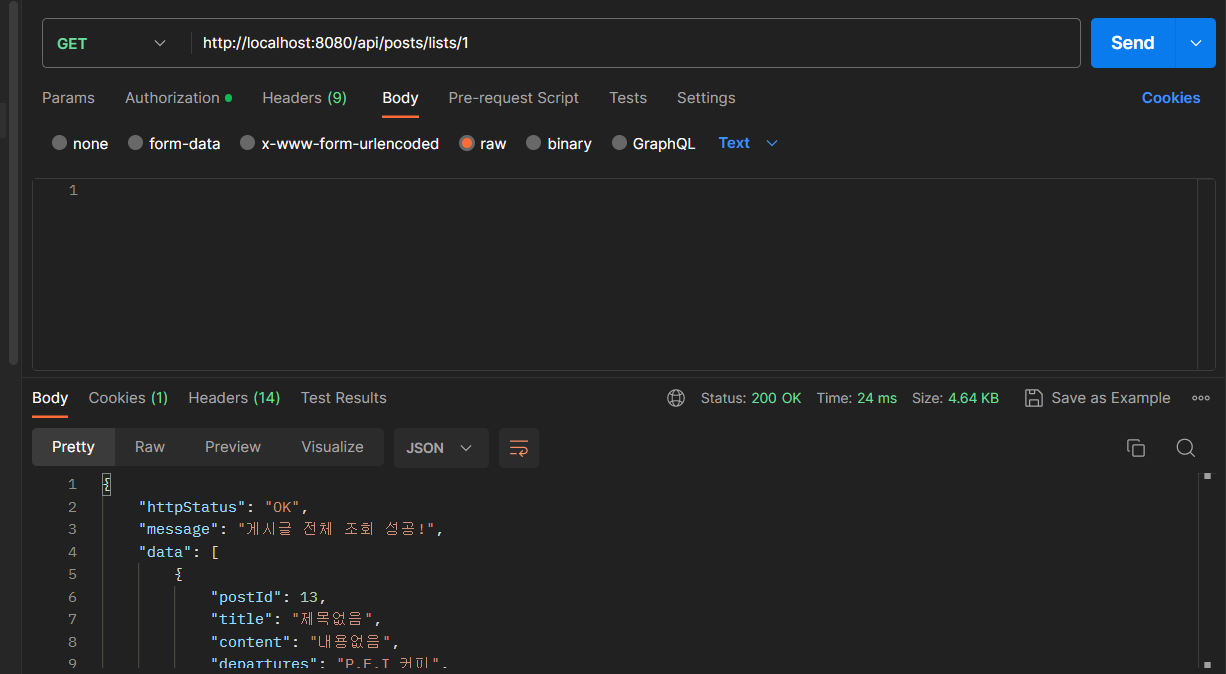 GET http://localhost:8080/api/posts/lists/1 Send
Params Authorization Headers (9) Body Pre-request Script Tests Settings Cookies
none form-data x-www-form-urlencoded raw binary GraphQL Text
1
Body Cookies (1) Headers (14) Test Results Status: 200 OK Time: 24 ms Size: 4.64 KB Save as Example
Pretty Raw Preview Visualize JSON
1 {
2 "httpStatus": "OK",
3 "message": "게시글 전체 조회 성공!",
4 "data": [
5 {
6 "postId": 13,
7 "title": "제목없음",
8 "content": "내용없음",
9 "departures": "P.E.I 커피",